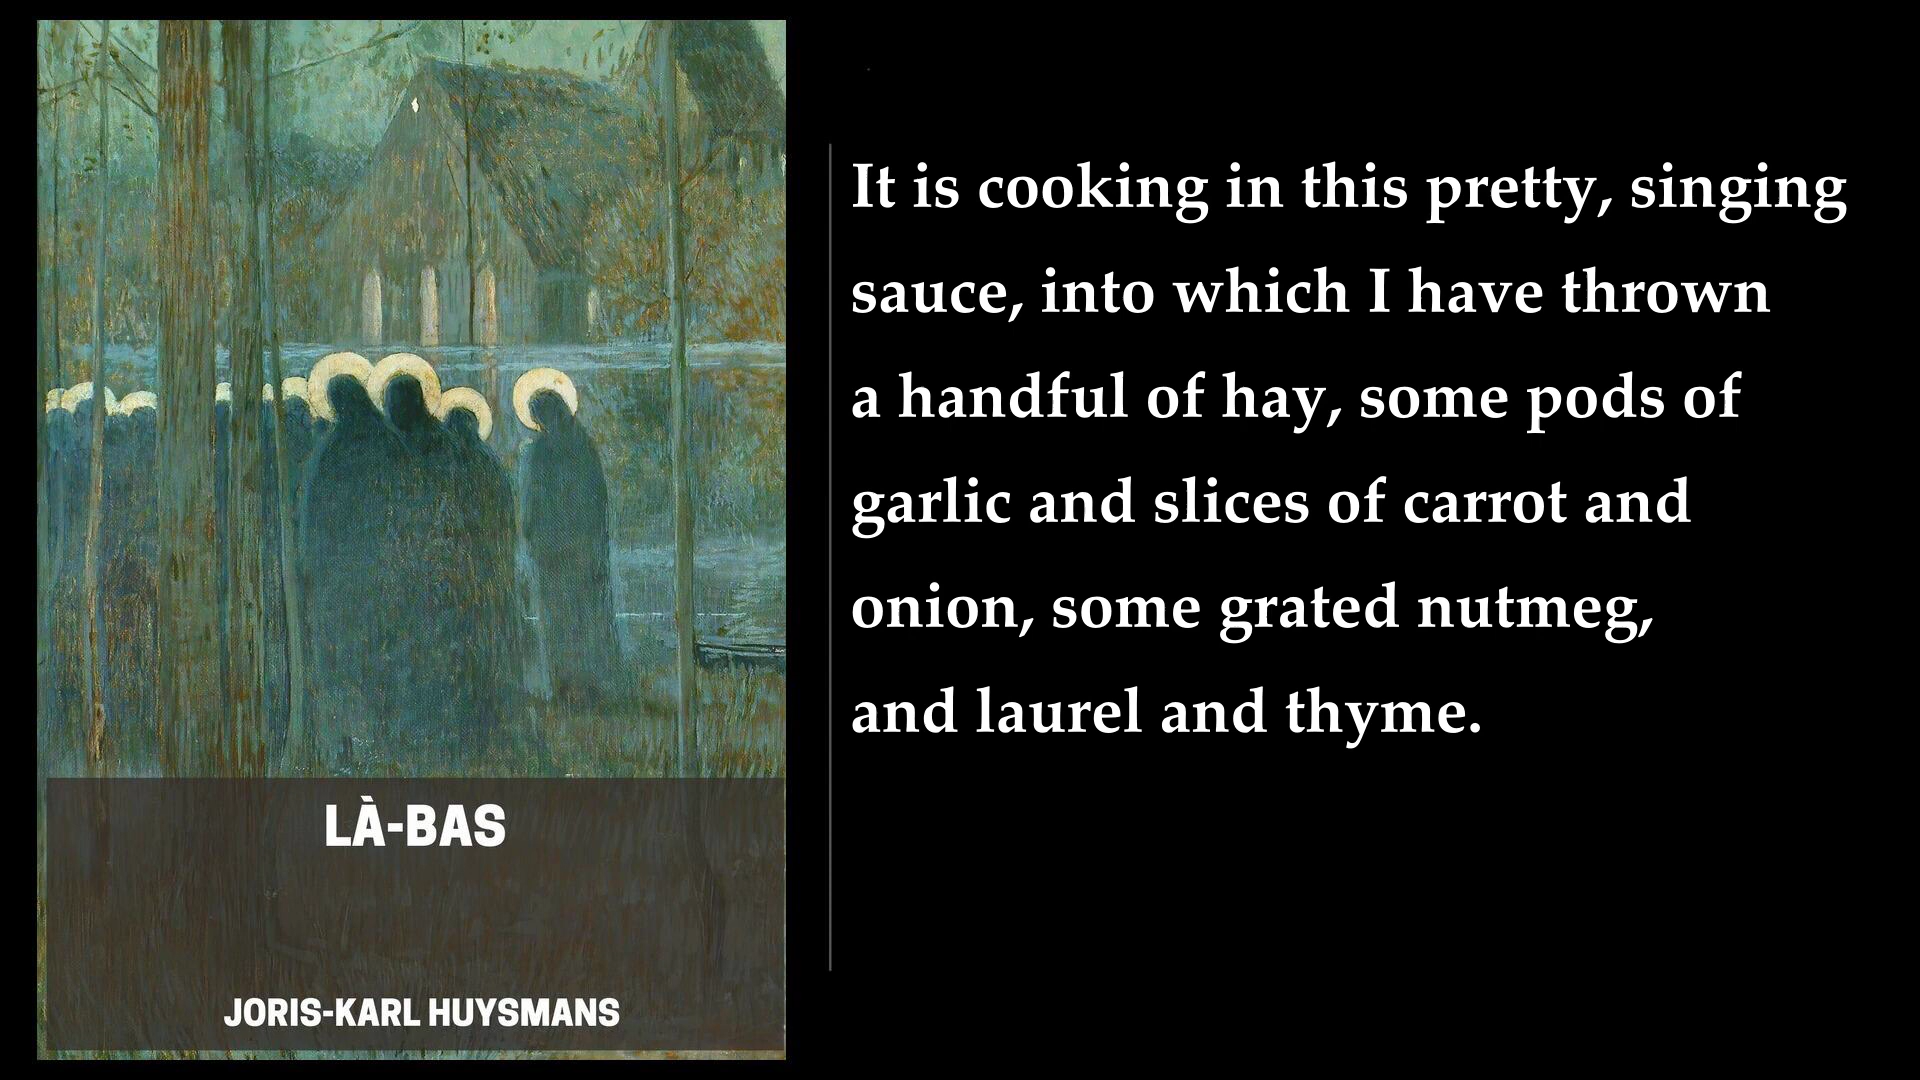 LÀ-BAS
JORIS-KARL HUYSMANS
It is cooking in this pretty, singing
sauce, into which I have thrown
a handful of hay, some pods of
garlic and slices of carrot and
onion, some grated nutmeg,
and laurel and thyme.